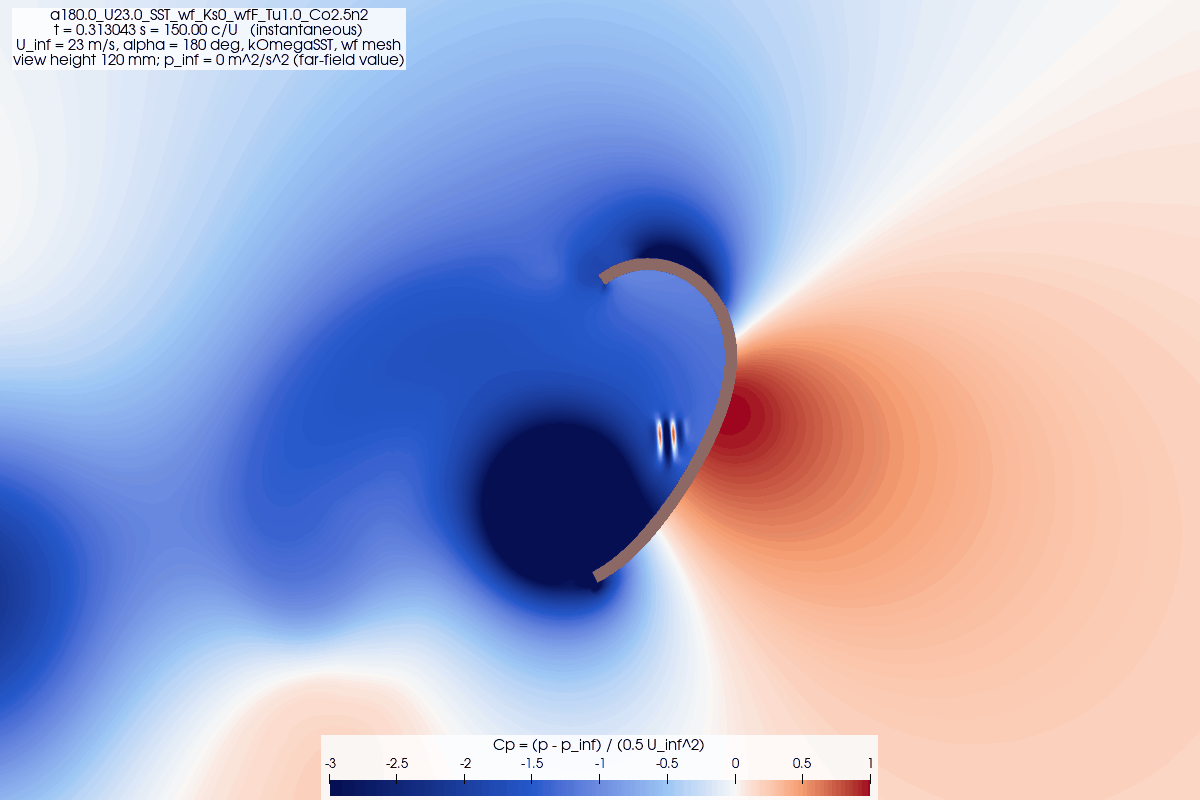 a180.0_U23.0_SST_wf_Ks0_wfF_Tu1.0_Co2.5n2
t = 0.313043 s = 150.00 c/U (instantaneous)
U_inf = 23 m/s, alpha = 180 deg, kOmegaSST, wf mesh
view height 120 mm; p_inf = 0 m^2/s^2 (far-field value)
Cp = (p - p_inf) / (0.5 U_inf^2)
-3 -2.5 -2 -1.5 -1 -0.5 0 0.5 1